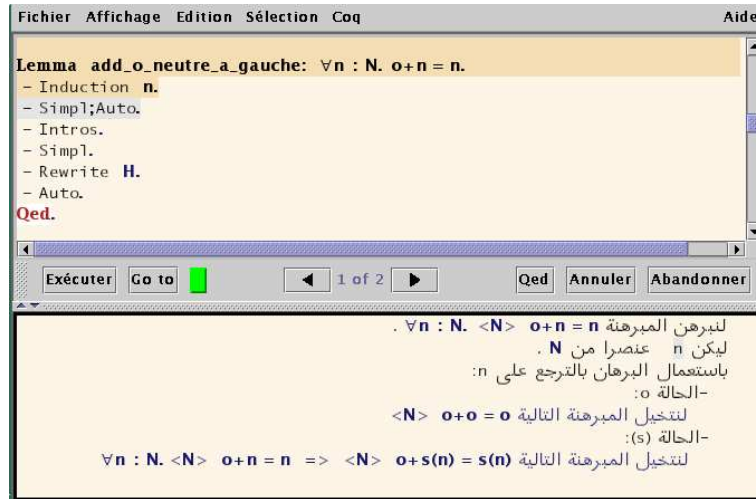 Fichier Affichage Edition Sélection Coq Aide
Lemma add_o_neutre_a_gauche: ∀n : N. o+n = n.
- Induction n.
- Simpl;Auto.
- Intros.
- Simpl.
- Rewrite H.
- Auto.
Qed.
Exécuter Go to 1 of 2 Qed Annuler Abandonner
لنبرهن المبرهنة ∀n : N. <N> o+n = n .
ليكن n عنصرا من N .
باستعمال البرهان بالترجع على n:
-الحالة o:
لنتخيل المبرهنة التالية <N> o+o = o
-الحالة (s):
لنتخيل المبرهنة التالية ∀n : N. <N> o+n = n => <N> o+s(n) = s(n)